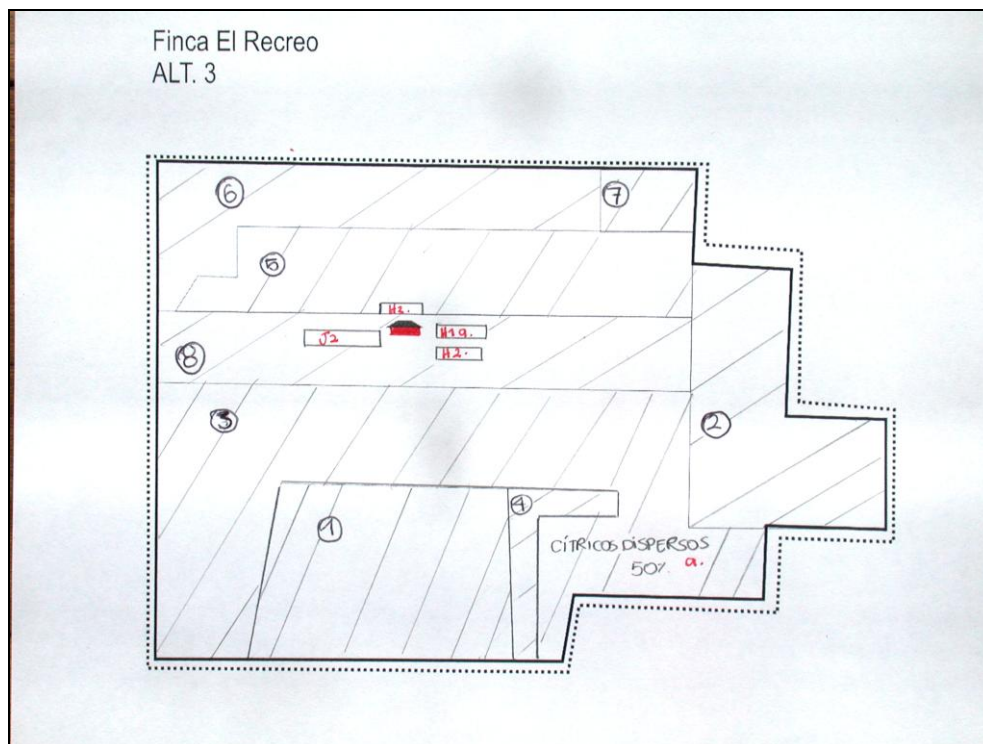 Finca El Recreo
ALT. 3
6
7
5
H3.
J2
H1a.
H2.
8
3
2
1
4
CÍTRICOS DISPERSOS
50%. a.